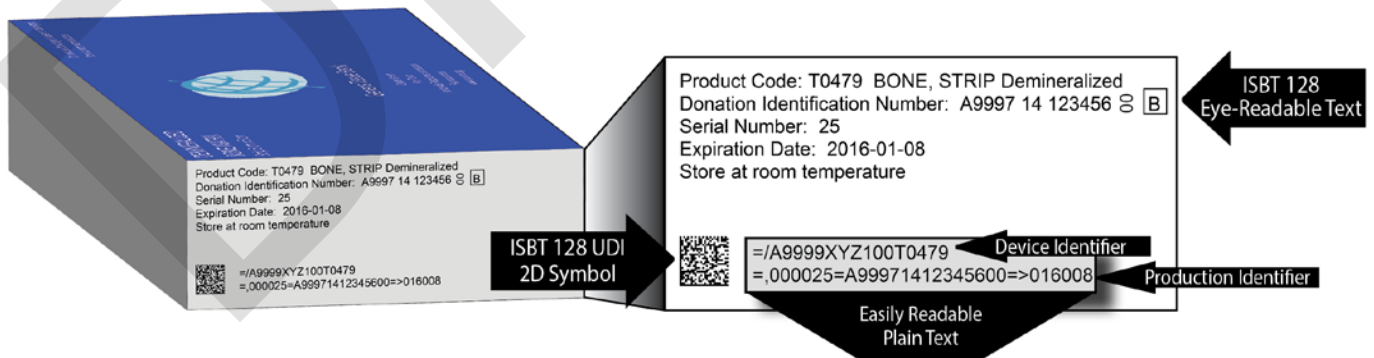 Product Code: T0479 BONE, STRIP Demineralized
Donation Identification Number: A9997 14 123456 00 B
Serial Number: 25
Expiration Date: 2016-01-08
Store at room temperature
=/A9999XYZ100T0479
=,000025=A99971412345600=>016008
Product Code: T0479 BONE, STRIP Demineralized
Donation Identification Number: A9997 14 123456 00 B
Serial Number: 25
Expiration Date: 2016-01-08
Store at room temperature
ISBT 128
Eye-Readable Text
ISBT 128 UDI
2D Symbol
=/A9999XYZ100T0479
Device Identifier
=,000025=A99971412345600=>016008
Production Identifier
Easily Readable
Plain Text